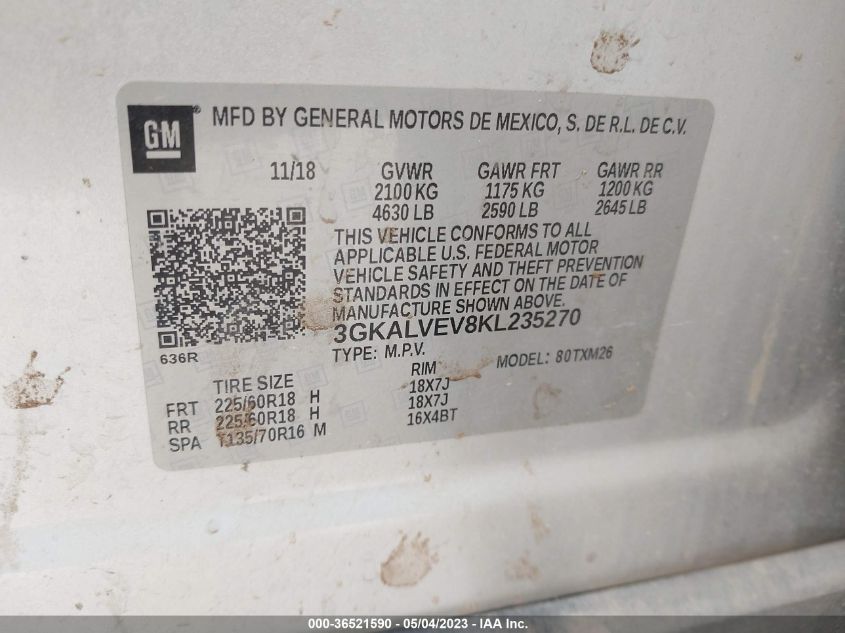 GM MFD BY GENERAL MOTORS DE MEXICO, S. DE R.L. DE C.V.
11/18 GVWR GAWR FRT GAWR RR
2100 KG 1175 KG 1200 KG
4630 LB 2590 LB 2645 LB
THIS VEHICLE CONFORMS TO ALL
APPLICABLE U.S. FEDERAL MOTOR
VEHICLE SAFETY AND THEFT PREVENTION
STANDARDS IN EFFECT ON THE DATE OF
MANUFACTURE SHOWN ABOVE.
3GKALVEV8KL235270
636R TYPE: M.P.V. MODEL: 80TXM26
TIRE SIZE RIM
FRT 225/60R18 H 18X7J
RR 225/60R18 H 18X7J
SPA T135/70R16 M 16X4BT
000-36521590 - 05/04/2023 - IAA Inc.